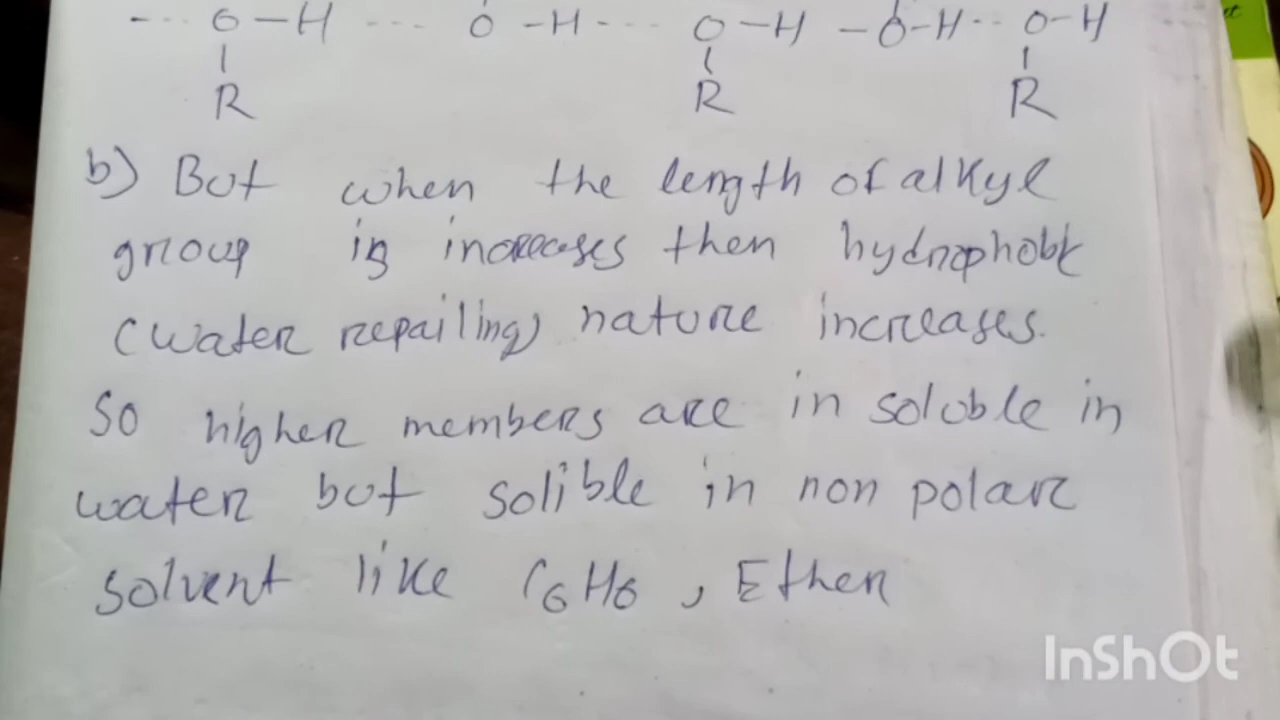 --- O-H ---- O-H---- O-H -O-H-- O-H
R R R
b) But when the length of alkyl
group is increases then hydrophobic
(water repailing) nature increases.
So higher members are in soluble in
water but solible in non polar
solvent like C6H6, Ether
InShOt